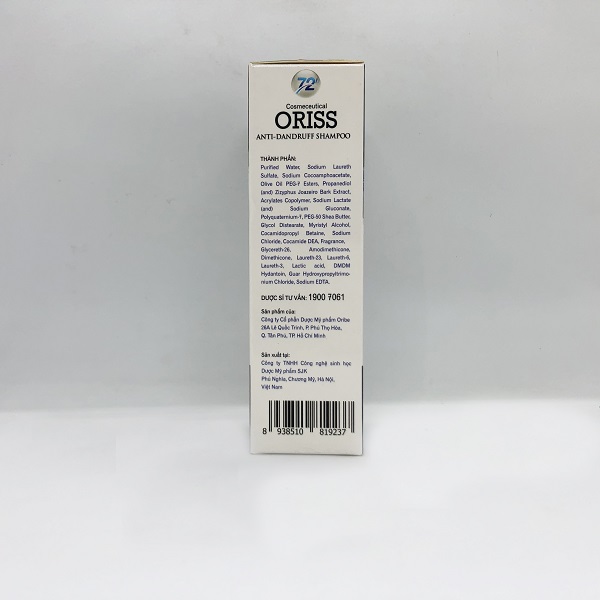 72h
Cosmeceutical
ORISS
ANTI-DANDRUFF SHAMPOO
THÀNH PHẦN:
Purified Water, Sodium Laureth
Sulfate, Sodium Cocoamphoacetate,
Olive Oil PEG-7 Esters, Propanediol
(and) Zizyphus Joazeiro Bark Extract,
Acrylates Copolymer, Sodium Lactate
(and) Sodium Gluconate,
Polyquaternium-7, PEG-50 Shea Butter,
Glycol Distearate, Myristyl Alcohol,
Cocamidopropyl Betaine, Sodium
Chloride, Cocamide DEA, Fragrance,
Glycereth-26, Amodimethicone,
Dimethicone, Laureth-23, Laureth-6,
Laureth-3, Lactic acid, DMDM
Hydantoin, Guar Hydroxypropyltrimo-
nium Chloride, Sodium EDTA.
DƯỢC SĨ TƯ VẤN: 1900 7061
Sản phẩm của:
Công ty Cổ phần Dược Mỹ phẩm Oribe
28A Lê Quốc Trinh, P. Phú Thọ Hòa,
Q. Tân Phú, TP. Hồ Chí Minh
Sản xuất tại:
Công ty TNHH Công nghệ sinh học
Dược Mỹ phẩm SJK
Phú Nghĩa, Chương Mỹ, Hà Nội,
Việt Nam
8 938510 819237